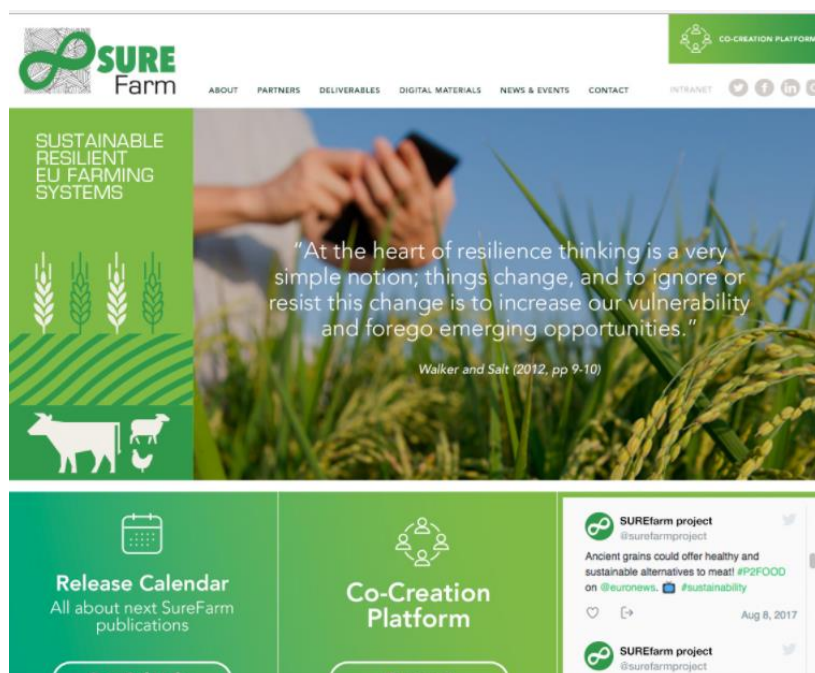 SURE
Farm
CO-CREATION PLATFORM
ABOUT PARTNERS DELIVERABLES DIGITAL MATERIALS NEWS & EVENTS CONTACT INTRANET
SUSTAINABLE
RESILIENT
EU FARMING
SYSTEMS
“At the heart of resilience thinking is a very
simple notion; things change, and to ignore or
resist this change is to increase our vulnerability
and forego emerging opportunities.”
Walker and Salt (2012, pp 9-10)
Release Calendar
All about next SureFarm
publications
Co-Creation
Platform
SUREfarm project
@surefarmproject
Ancient grains could offer healthy and
sustainable alternatives to meat! #P2FOOD
on @euronews. #sustainability
Aug 8, 2017
SUREfarm project
@surefarmproject